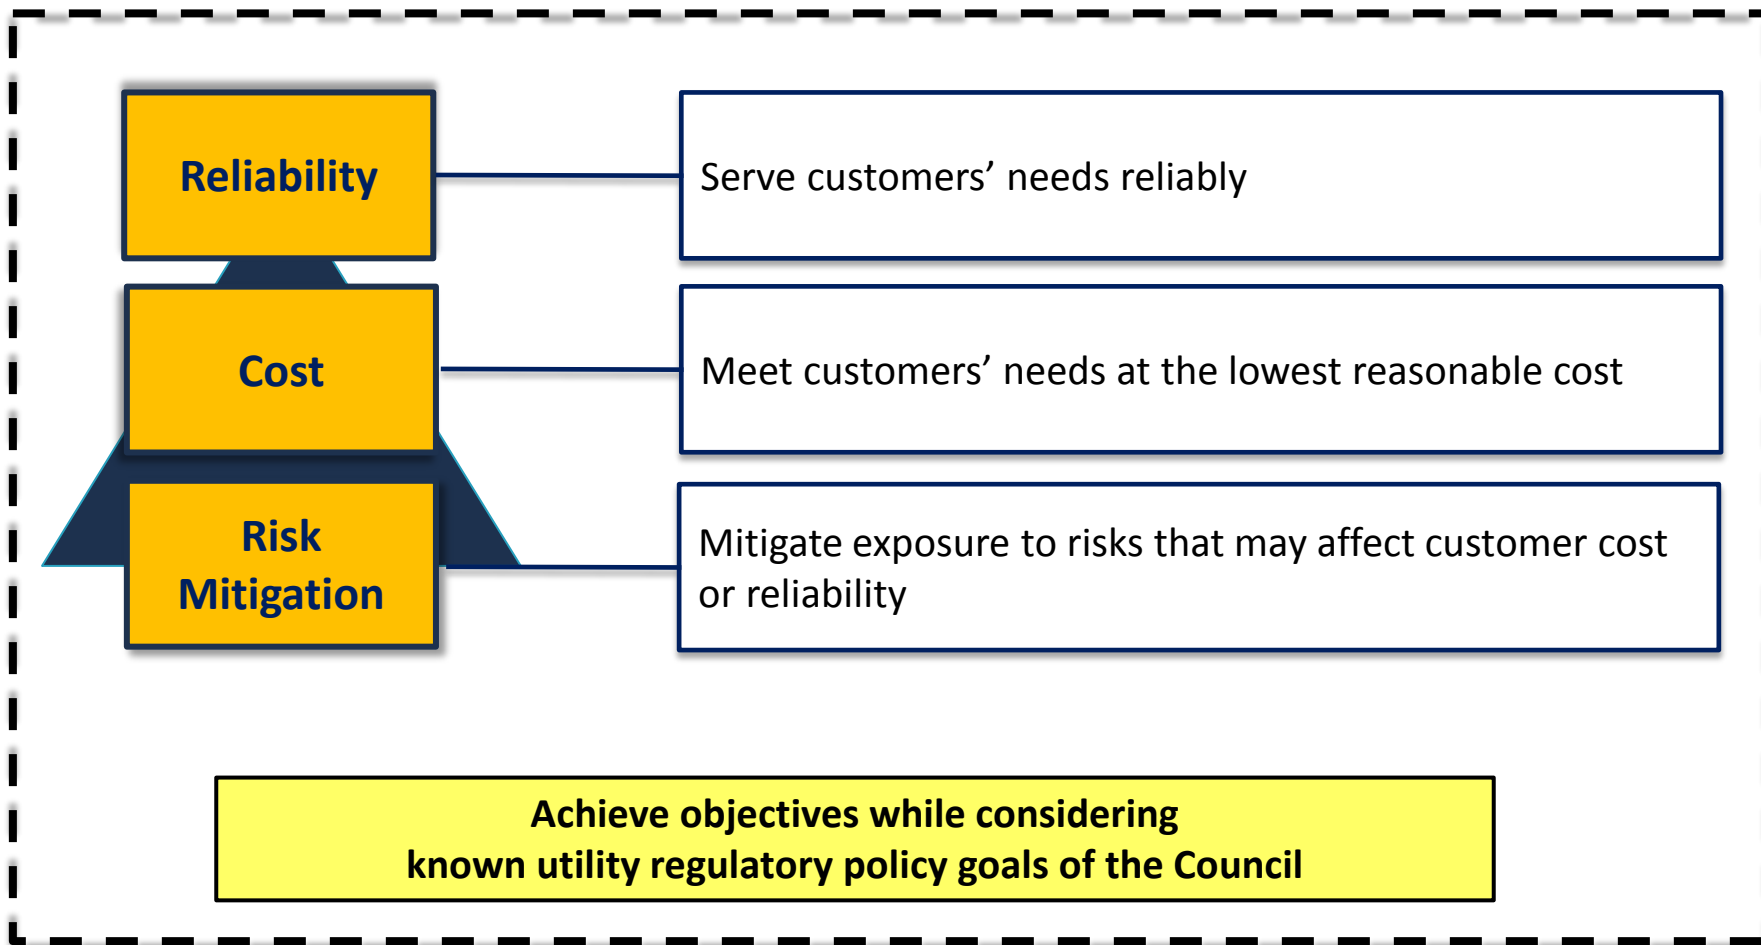 Reliability
Serve customers’ needs reliably
Cost
Meet customers’ needs at the lowest reasonable cost
Risk
Mitigation
Mitigate exposure to risks that may affect customer cost
or reliability
Achieve objectives while considering
known utility regulatory policy goals of the Council